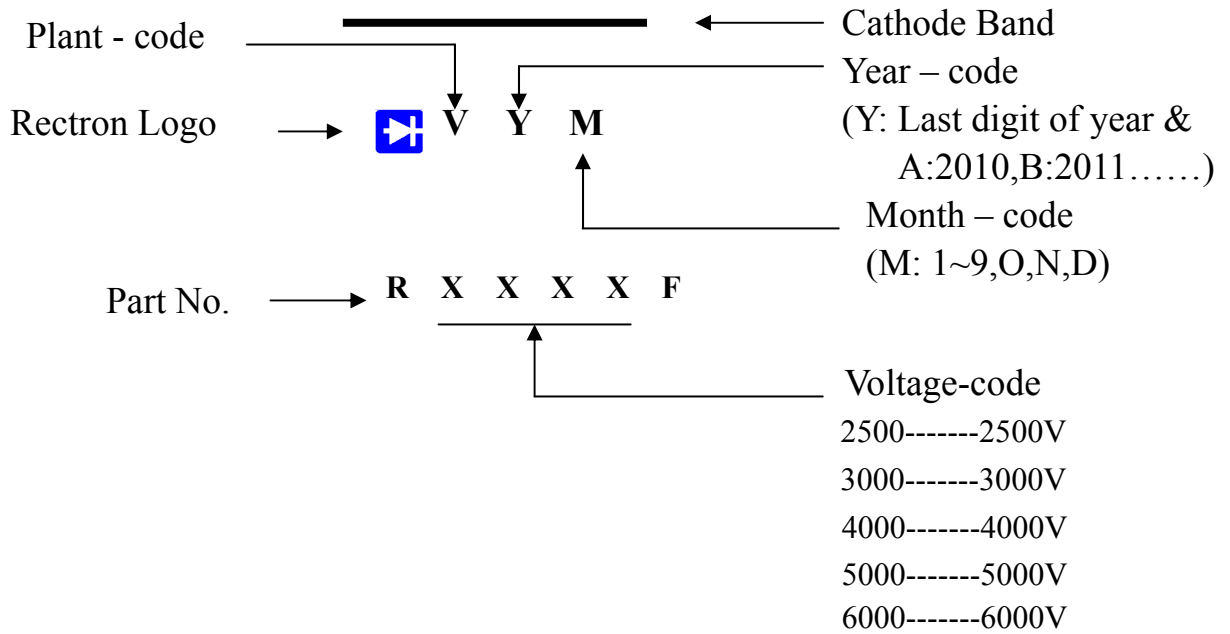 Plant - code
Cathode Band
Year – code
Rectron Logo
V Y M
(Y: Last digit of year &
A:2010,B:2011……)
Month – code
(M: 1~9,O,N,D)
Part No.
R X X X X F
Voltage-code
2500-------2500V
3000-------3000V
4000-------4000V
5000-------5000V
6000-------6000V